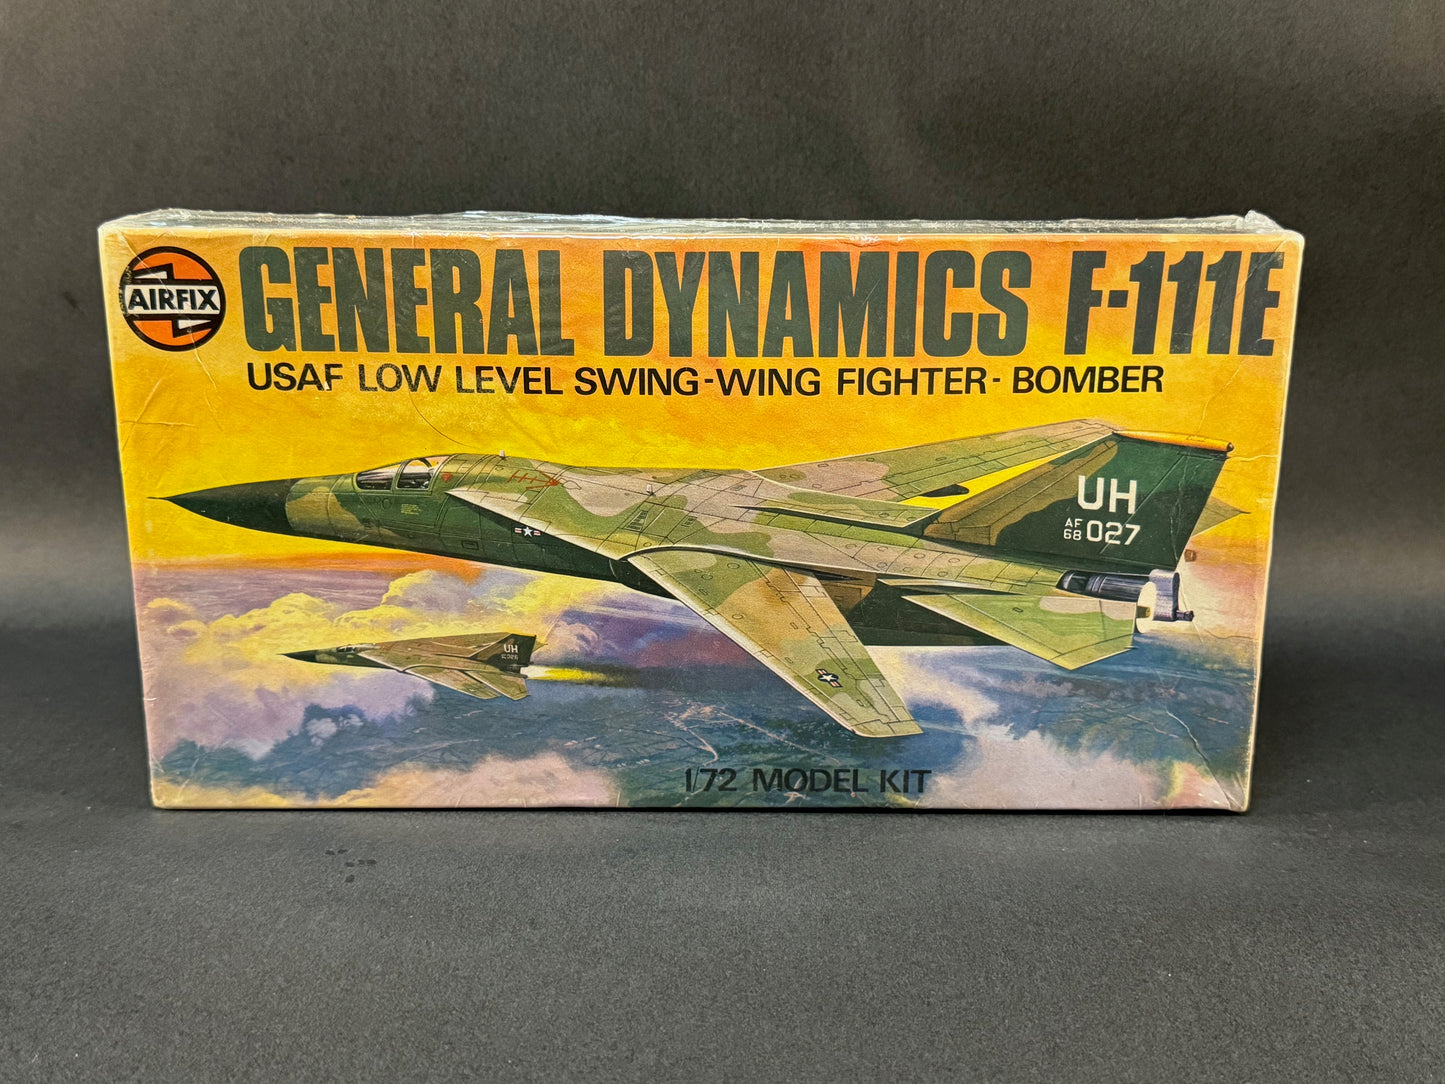 AIRFIX
GENERAL DYNAMICS F-111E
USAF LOW LEVEL SWING-WING FIGHTER-BOMBER
UH
AF
68 027
UH
1/72 MODEL KIT